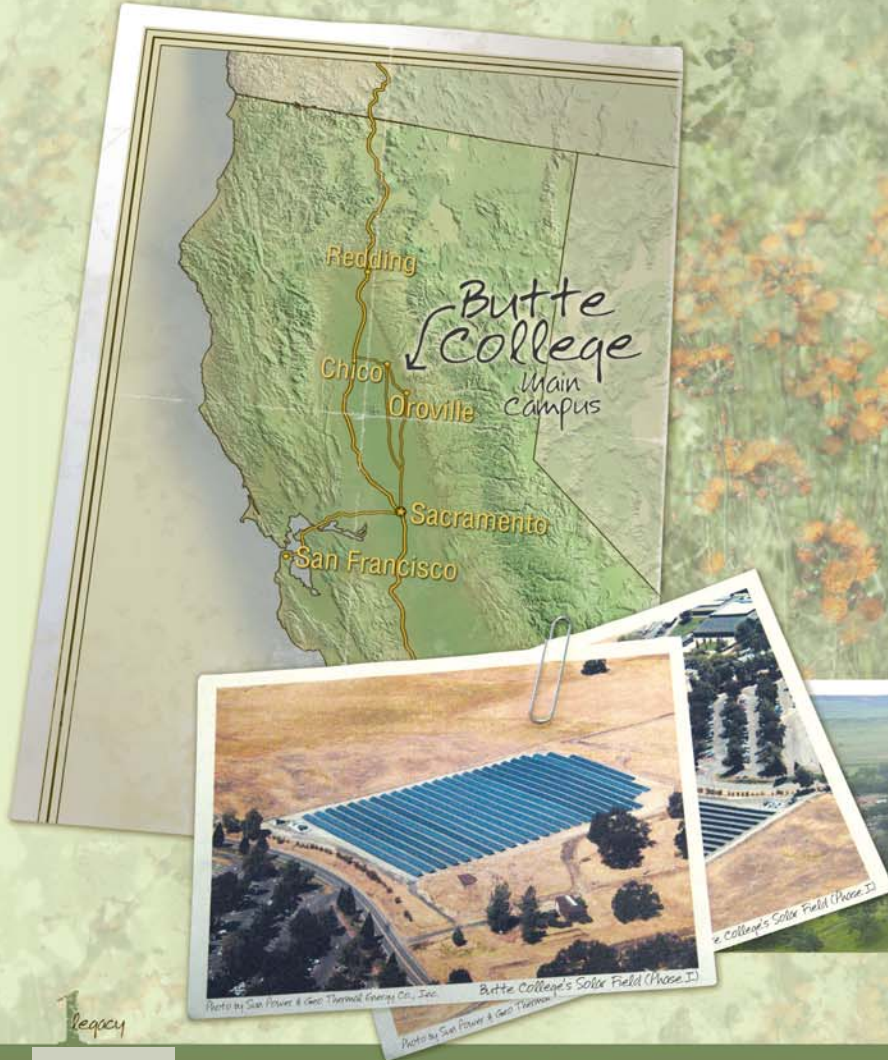 Redding
Butte
College
Main
Campus
Chico
Oroville
Sacramento
San Francisco
Photo by Sun Power & Geo Thermal Energy Co., Inc.
Butte College's Solar Field (Phase I)
e College's Solar Field (Phase I)
Photo by Sun Power & Geo Thermal
1
legacy